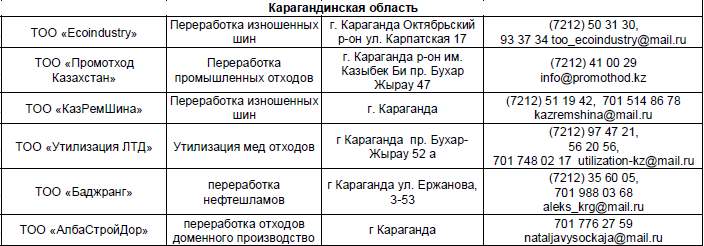 Карагандинская область
ТОО «Ecoindustry»
Переработка изношенных
шин
г. Караганда Октябрьский
р-он ул. Карпатская 17
(7212) 50 31 30,
93 37 34 too_ecoindustry@mail.ru
ТОО «Промотход
Казахстан»
Переработка
промышленных отходов
г. Караганда р-он им.
Казыбек Би пр. Бухар
Жырау 47
(7212) 41 00 29
info@promothod.kz
ТОО «КазРемШина»
Переработка изношенных
шин
г. Караганда
(7212) 51 19 42, 701 514 86 78
kazremshina@mail.ru
ТОО «Утилизация ЛТД»
Утилизация мед отходов
г Караганда пр. Бухар-
Жырау 52 а
(7212) 97 47 21,
56 20 56,
701 748 02 17 utilization-kz@mail.ru
ТОО «Баджранг»
переработка
нефтешламов
г Караганда ул. Ержанова,
3-53
(7212) 35 60 05,
701 988 03 68
aleks_krg@mail.ru
ТОО «АлбаСтройДор»
переработка отходов
доменного производство
г Караганда
701 776 27 59
nataljavysockaja@mail.ru